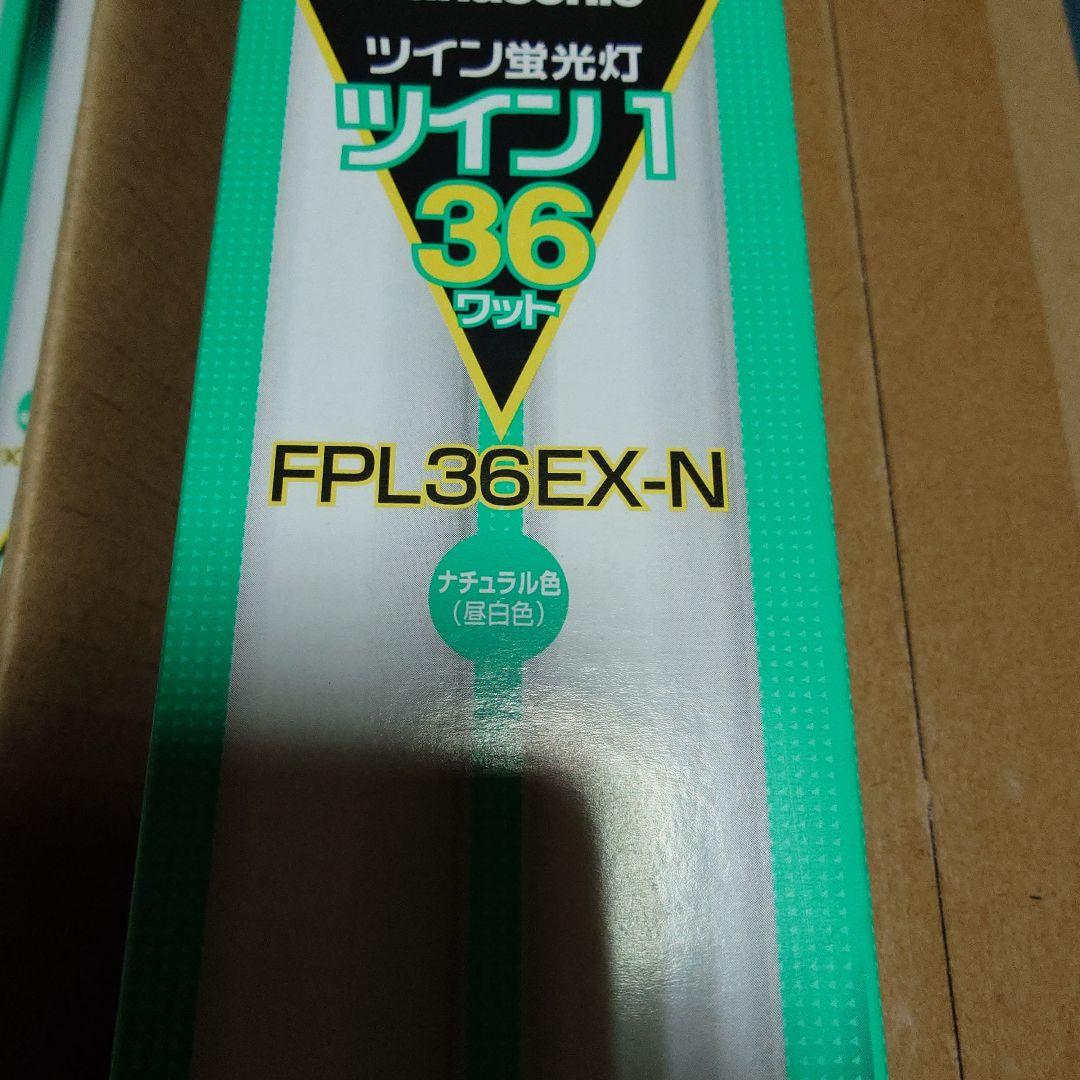 Panasonic
ツイン蛍光灯
ツイン1
36
ワット
FPL36EX-N
ナチュラル色
(昼白色)